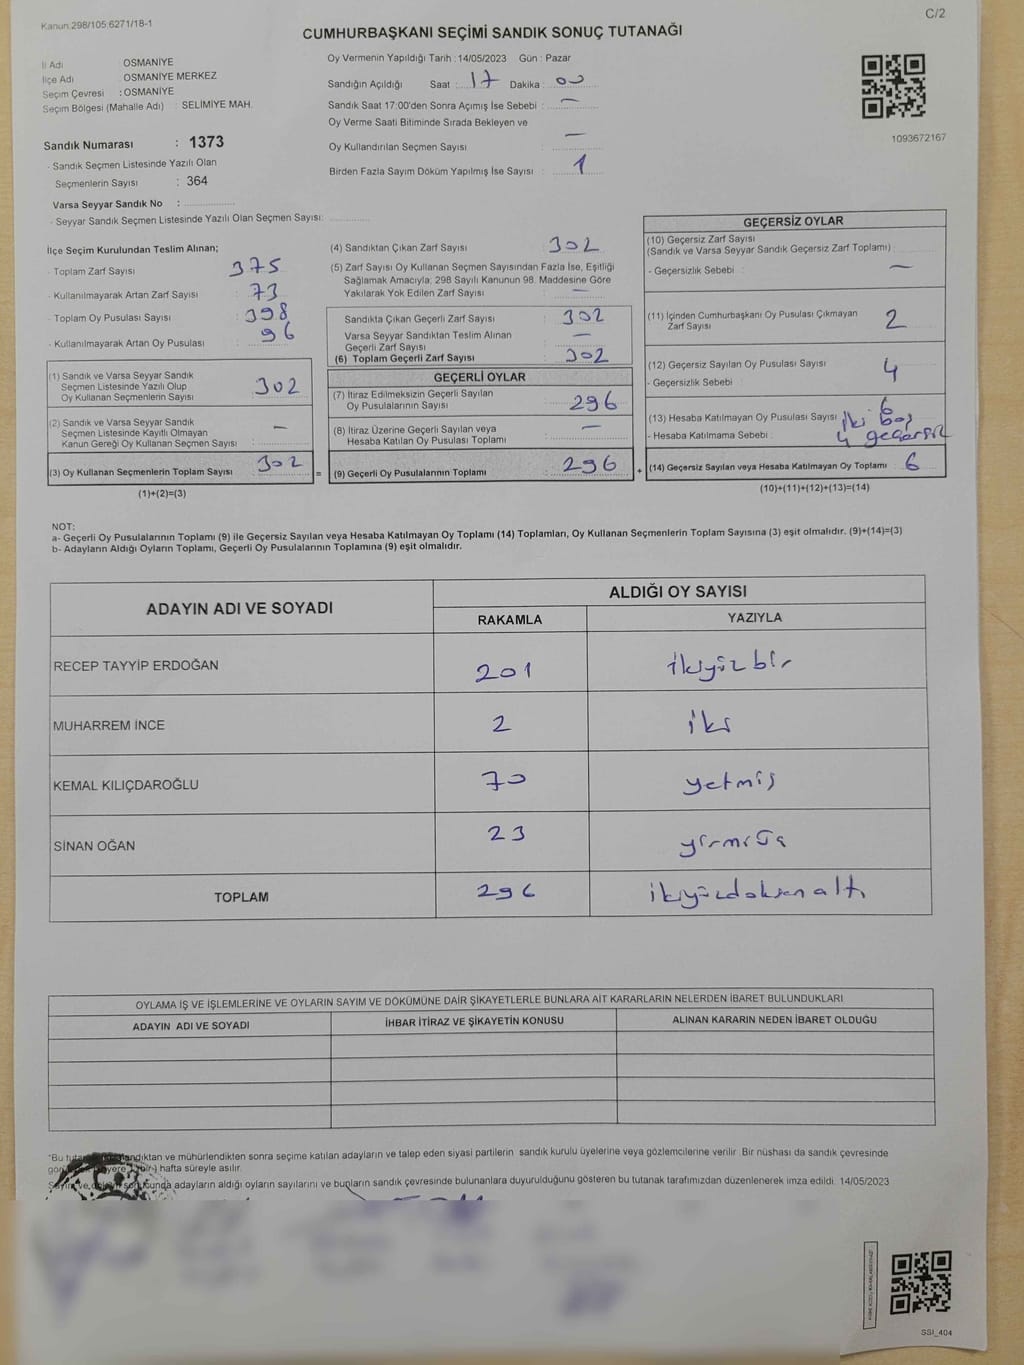 Kanun:298/105,6271/18-1
C/2
CUMHURBAŞKANI SEÇİMİ SANDIK SONUÇ TUTANAĞI
İl Adı : OSMANİYE
İlçe Adı : OSMANİYE MERKEZ
Seçim Çevresi : OSMANİYE
Seçim Bölgesi (Mahalle Adı) : SELİMİYE MAH.
Oy Vermenin Yapıldığı Tarih : 14/05/2023 Gün : Pazar
Sandığın Açıldığı Saat : 17 Dakika : 00
Sandık Saat 17:00'den Sonra Açımış İse Sebebi : —
Oy Verme Saati Bitiminde Sırada Bekleyen ve
Oy Kullandırılan Seçmen Sayısı : —
Birden Fazla Sayım Döküm Yapılmış İse Sayısı : 1
1093672167
Sandık Numarası : 1373
- Sandık Seçmen Listesinde Yazılı Olan
Seçmenlerin Sayısı : 364
Varsa Seyyar Sandık No :
- Seyyar Sandık Seçmen Listesinde Yazılı Olan Seçmen Sayısı:
İlçe Seçim Kurulundan Teslim Alınan;
- Toplam Zarf Sayısı : 375
- Kullanılmayarak Artan Zarf Sayısı : 73
- Toplam Oy Pusulası Sayısı : 398
- Kullanılmayarak Artan Oy Pusulası : 96
(1) Sandık ve Varsa Seyyar Sandık
Seçmen Listesinde Yazılı Olup
Oy Kullanan Seçmenlerin Sayısı : 302
(2) Sandık ve Varsa Seyyar Sandık
Seçmen Listesinde Kayıtlı Olmayan
Kanun Gereği Oy Kullanan Seçmen Sayısı : —
(3) Oy Kullanan Seçmenlerin Toplam Sayısı : 302
(1)+(2)=(3)
(4) Sandıktan Çıkan Zarf Sayısı : 302
(5) Zarf Sayısı Oy Kullanan Seçmen Sayısından Fazla İse, Eşitliği
Sağlamak Amacıyla; 298 Sayılı Kanunun 98. Maddesine Göre
Yakılarak Yok Edilen Zarf Sayısı : —
Sandıkta Çıkan Geçerli Zarf Sayısı : 302
Varsa Seyyar Sandıktan Teslim Alınan
Geçerli Zarf Sayısı : —
(6) Toplam Geçerli Zarf Sayısı : 302
GEÇERLİ OYLAR
(7) İtiraz Edilmeksizin Geçerli Sayılan
Oy Pusulalarının Sayısı : 296
(8) İtiraz Üzerine Geçerli Sayılan veya
Hesaba Katılan Oy Pusulası Toplamı : —
= (9) Geçerli Oy Pusulalarının Toplamı : 296 +
GEÇERSİZ OYLAR
(10) Geçersiz Zarf Sayısı
(Sandık ve Varsa Seyyar Sandık Geçersiz Zarf Toplamı)
- Geçersizlik Sebebi : —
(11) İçinden Cumhurbaşkanı Oy Pusulası Çıkmayan
Zarf Sayısı : 2
(12) Geçersiz Sayılan Oy Pusulası Sayısı : 4
- Geçersizlik Sebebi :
(13) Hesaba Katılmayan Oy Pusulası Sayısı : 6
- Hesaba Katılmama Sebebi : iki boş
4 geçersiz
(14) Geçersiz Sayılan veya Hesaba Katılmayan Oy Toplamı : 6
(10)+(11)+(12)+(13)=(14)
NOT:
a- Geçerli Oy Pusulalarının Toplamı (9) ile Geçersiz Sayılan veya Hesaba Katılmayan Oy Toplamı (14) Toplamları, Oy Kullanan Seçmenlerin Toplam Sayısına (3) eşit olmalıdır. (9)+(14)=(3)
b- Adayların Aldığı Oyların Toplamı, Geçerli Oy Pusulalarının Toplamına (9) eşit olmalıdır.
ADAYIN ADI VE SOYADI
ALDIĞI OY SAYISI
RAKAMLA YAZIYLA
RECEP TAYYİP ERDOĞAN 201 ikiyüzbir
MUHARREM İNCE 2 iki
KEMAL KILIÇDAROĞLU 70 yetmiş
SİNAN OĞAN 23 yirmiüç
TOPLAM 296 ikiyüzdoksanaltı
OYLAMA İŞ VE İŞLEMLERİNE VE OYLARIN SAYIM VE DÖKÜMÜNE DAİR ŞİKAYETLERLE BUNLARA AİT KARARLARIN NELERDEN İBARET BULUNDUKLARI
ADAYIN ADI VE SOYADI İHBAR İTİRAZ VE ŞİKAYETİN KONUSU ALINAN KARARIN NEDEN İBARET OLDUĞU
"Bu andıktan ve mühürlendikten sonra seçime katılan adayların ve talep eden siyasi partilerin sandık kurulu üyelerine veya gözlemcilerine verilir. Bir nüshası da sandık çevresinde
hafta süreyle asılır.
adayların aldığı oyların sayılarını ve bunların sandık çevresinde bulunanlara duyurulduğunu gösteren bu tutanak tarafımızdan düzenlenerek imza edildi. 14/05/2023
SSI_404